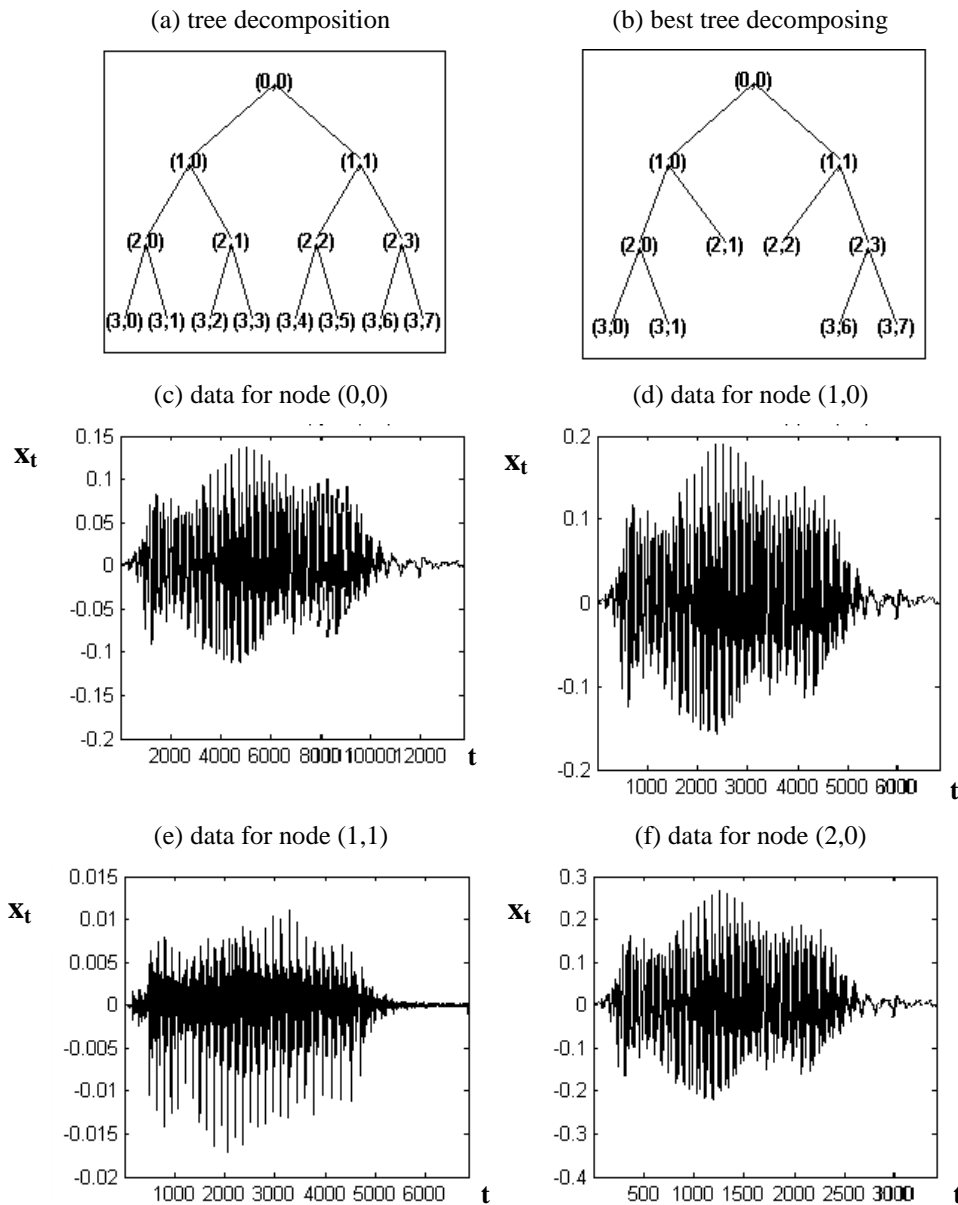 (a) tree decomposition
(b) best tree decomposing
(0,0)
(1,0) (1,1)
(2,0) (2,1) (2,2) (2,3)
(3,0) (3,1) (3,2) (3,3) (3,4) (3,5) (3,6) (3,7)
(0,0)
(1,0) (1,1)
(2,0) (2,1) (2,2) (2,3)
(3,0) (3,1) (3,6) (3,7)
(c) data for node (0,0)
(d) data for node (1,0)
xt
0.15
0.1
0.05
0
-0.05
-0.1
-0.15
-0.2
2000 4000 6000 10000 12000 t
xt
0.2
0.1
0
-0.1
-0.2
1000 2000 3000 4000 5000 t
(e) data for node (1,1)
(f) data for node (2,0)
xt
0.015
0.01
0.005
0
-0.005
-0.01
-0.015
-0.02
1000 2000 3000 4000 5000 6000 t
xt
0.3
0.2
0.1
0
-0.1
-0.2
-0.3
-0.4
500 1000 1500 2000 2500 t